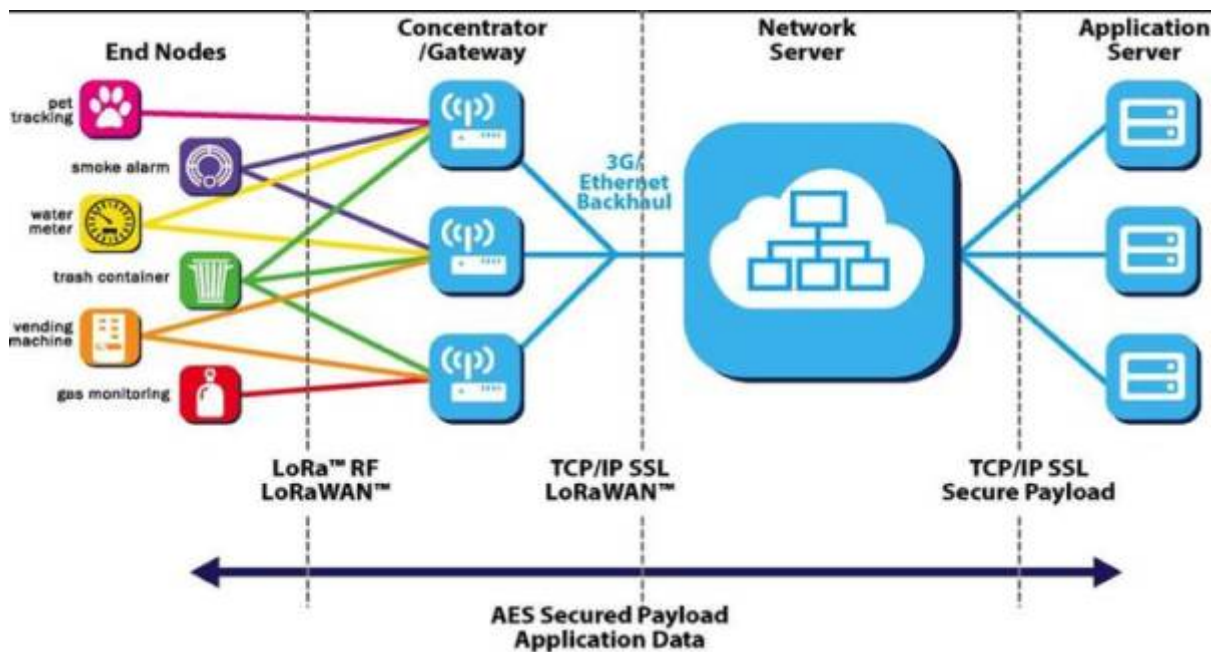 End Nodes
Concentrator
/Gateway
Network
Server
Application
Server
pet
tracking
smoke alarm
water
meter
trash container
vending
machine
gas monitoring
3G/
Ethernet
Backhaul
LoRa™ RF
LoRaWAN™
TCP/IP SSL
LoRaWAN™
TCP/IP SSL
Secure Payload
AES Secured Payload
Application Data